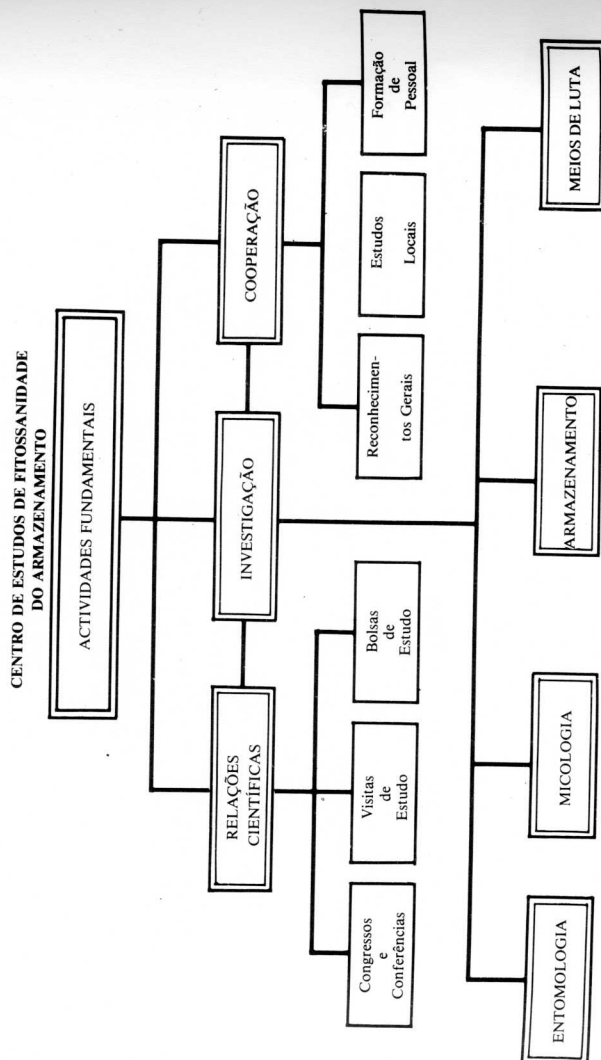 CENTRO DE ESTUDOS DE FITOSSANIDADE
DO ARMAZENAMENTO
ACTIVIDADES FUNDAMENTAIS
RELAÇÕES
CIENTÍFICAS
INVESTIGAÇÃO
COOPERAÇÃO
Congressos
e
Conferências
Visitas
de
Estudo
Bolsas
de
Estudo
Reconhecimen-
tos Gerais
Estudos
Locais
Formação
de
Pessoal
ENTOMOLOGIA
MICOLOGIA
ARMAZENAMENTO
MEIOS DE LUTA